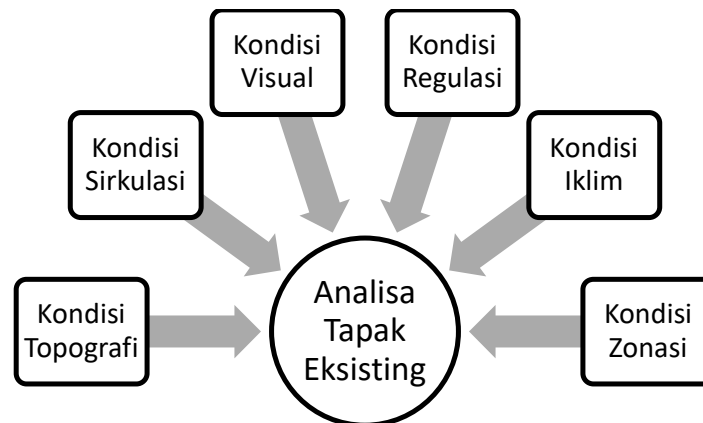 Kondisi
Visual
Kondisi
Regulasi
Kondisi
Sirkulasi
Kondisi
Iklim
Kondisi
Topografi
Analisa
Tapak
Eksisting
Kondisi
Zonasi